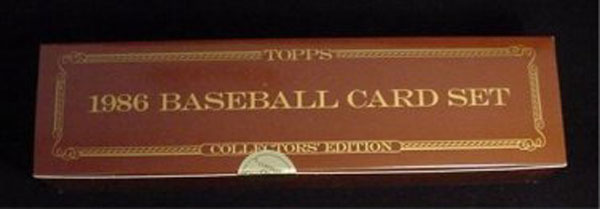 TOPPS
1986 BASEBALL CARD SET
COLLECTORS' EDITION